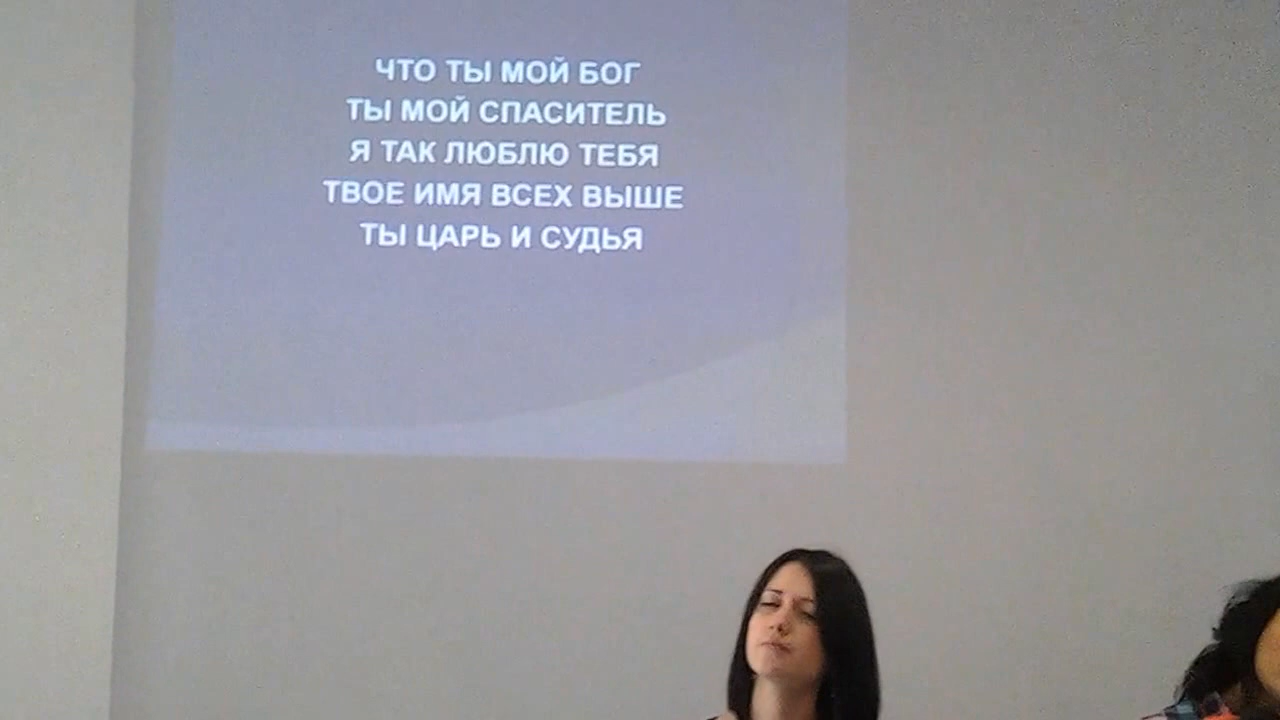 ЧТО ТЫ МОЙ БОГ
ТЫ МОЙ СПАСИТЕЛЬ
Я ТАК ЛЮБЛЮ ТЕБЯ
ТВОЕ ИМЯ ВСЕХ ВЫШЕ
ТЫ ЦАРЬ И СУДЬЯ